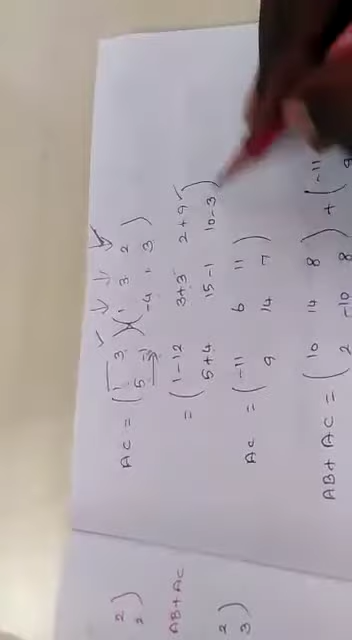 AC = ( 1 3 ) ( 1 3 2 )
5 -1 -4 1 3
= ( 1-12 3+3 2+9 )
5+4 15-1 10-3
AC = ( -11 6 11 )
9 14 7
AB+AC = ( 10 14 8 ) + ( -11
2 -10 8 9
2 )
2
AB+AC
2 )
3